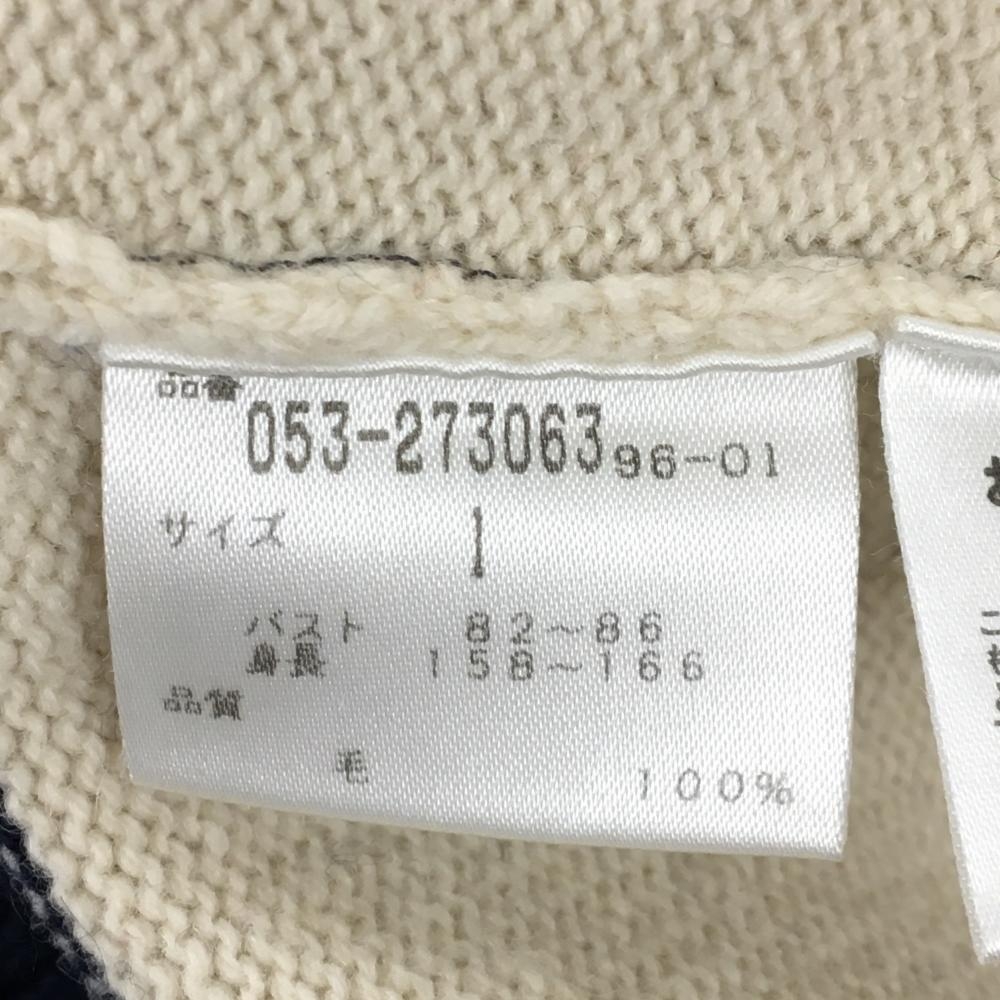 品番
053-273063 96-01
サイズ 1
バスト 82~86
身長 158~166
品質
毛 100%